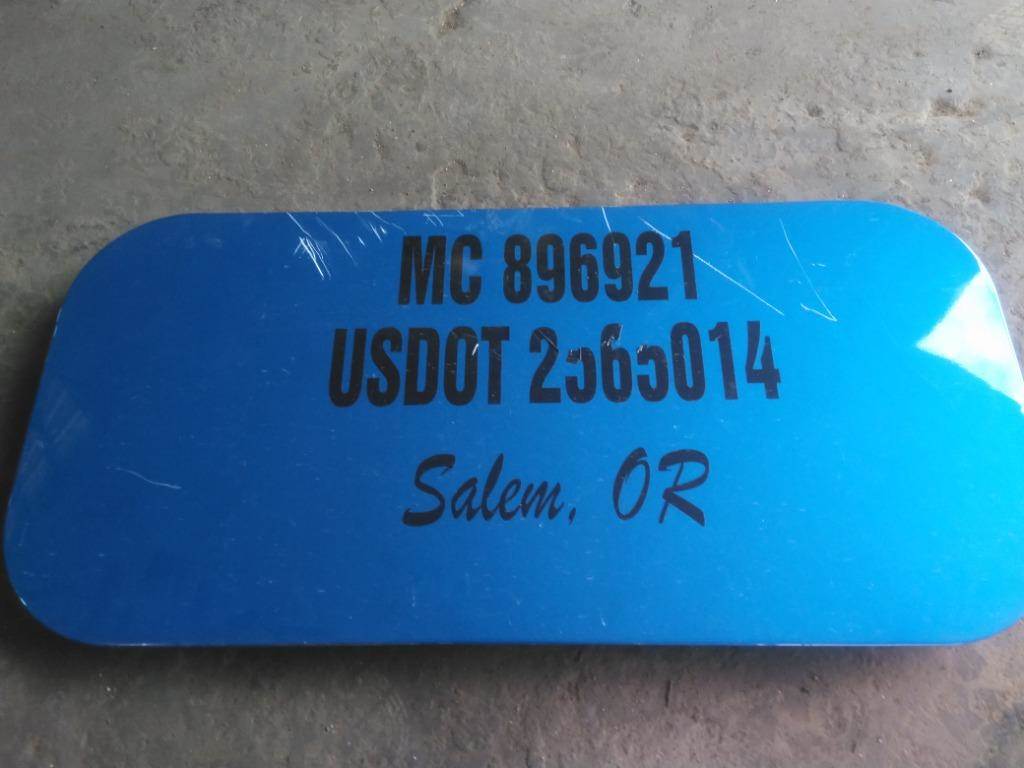 MC 896921
USDOT 2565014
Salem, OR